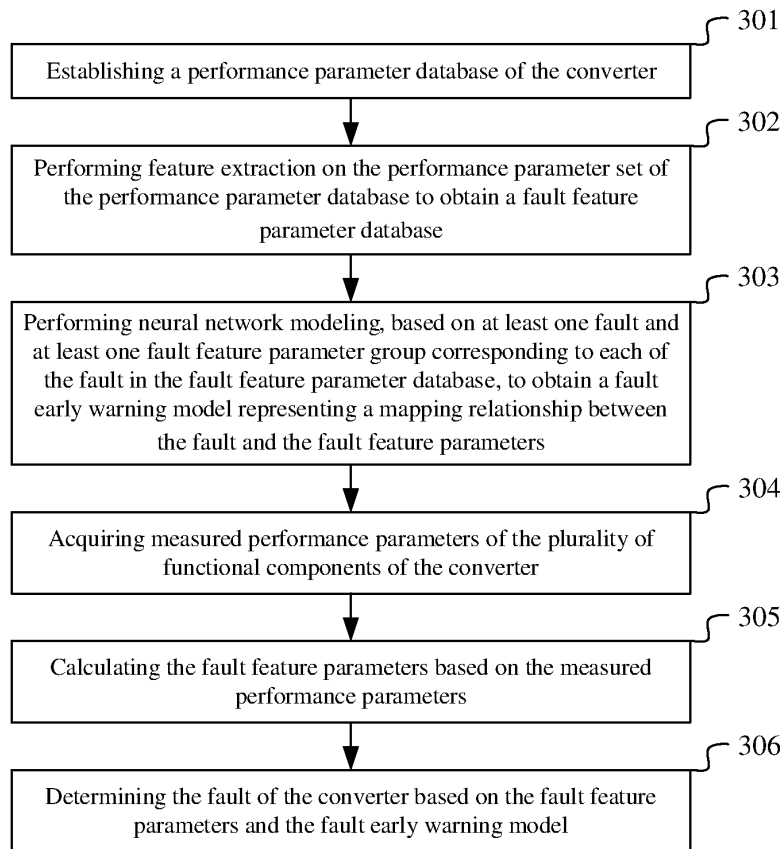 301
Establishing a performance parameter database of the converter
302
Performing feature extraction on the performance parameter set
of the performance parameter database to obtain a fault feature
parameter database
303
Performing neural network modeling, based on at least one fault and
at least one fault feature parameter group corresponding to each of
the fault in the fault feature parameter database, to obtain a fault
early warning model representing a mapping relationship between
the fault and the fault feature parameters
304
Acquiring measured performance parameters of the plurality of
functional components of the converter
305
Calculating the fault feature parameters based on the measured
performance parameters
306
Determining the fault of the converter based on the fault feature
parameters and the fault early warning model